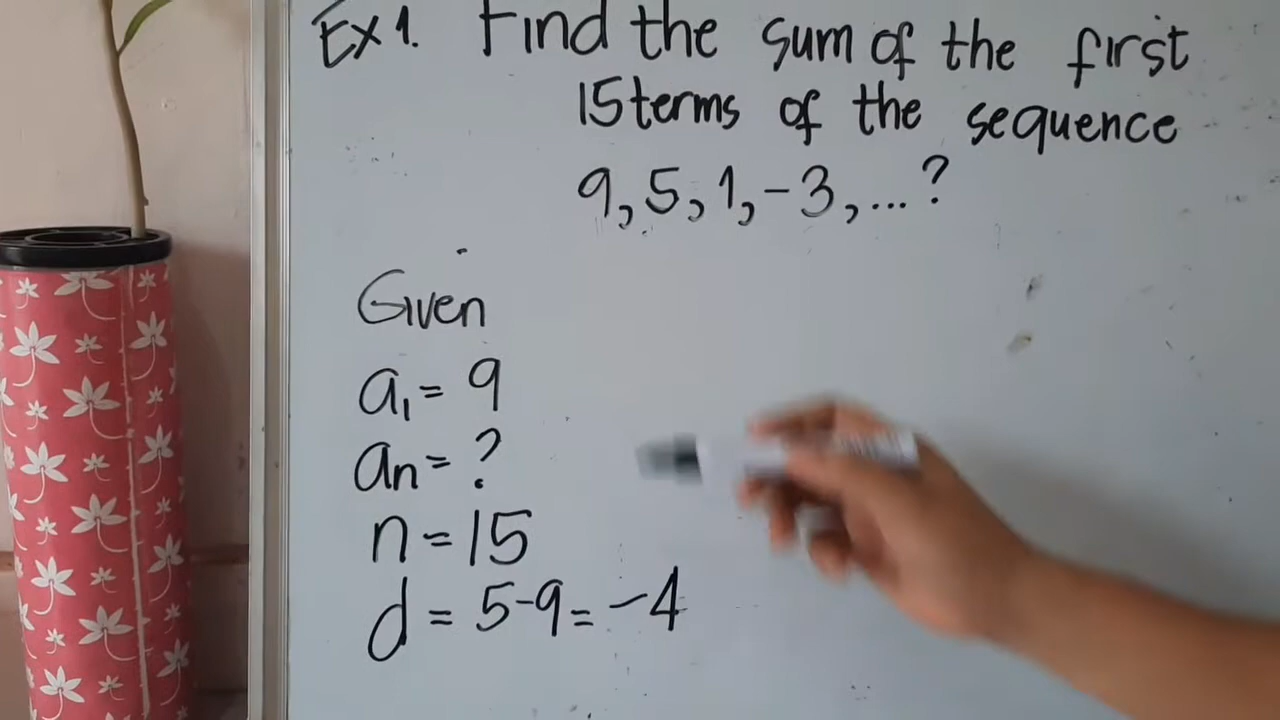 Ex 1. Find the sum of the first
15 terms of the sequence
9, 5, 1, -3, ... ?
Given
a₁ = 9
an = ?
n = 15
d = 5-9 = -4